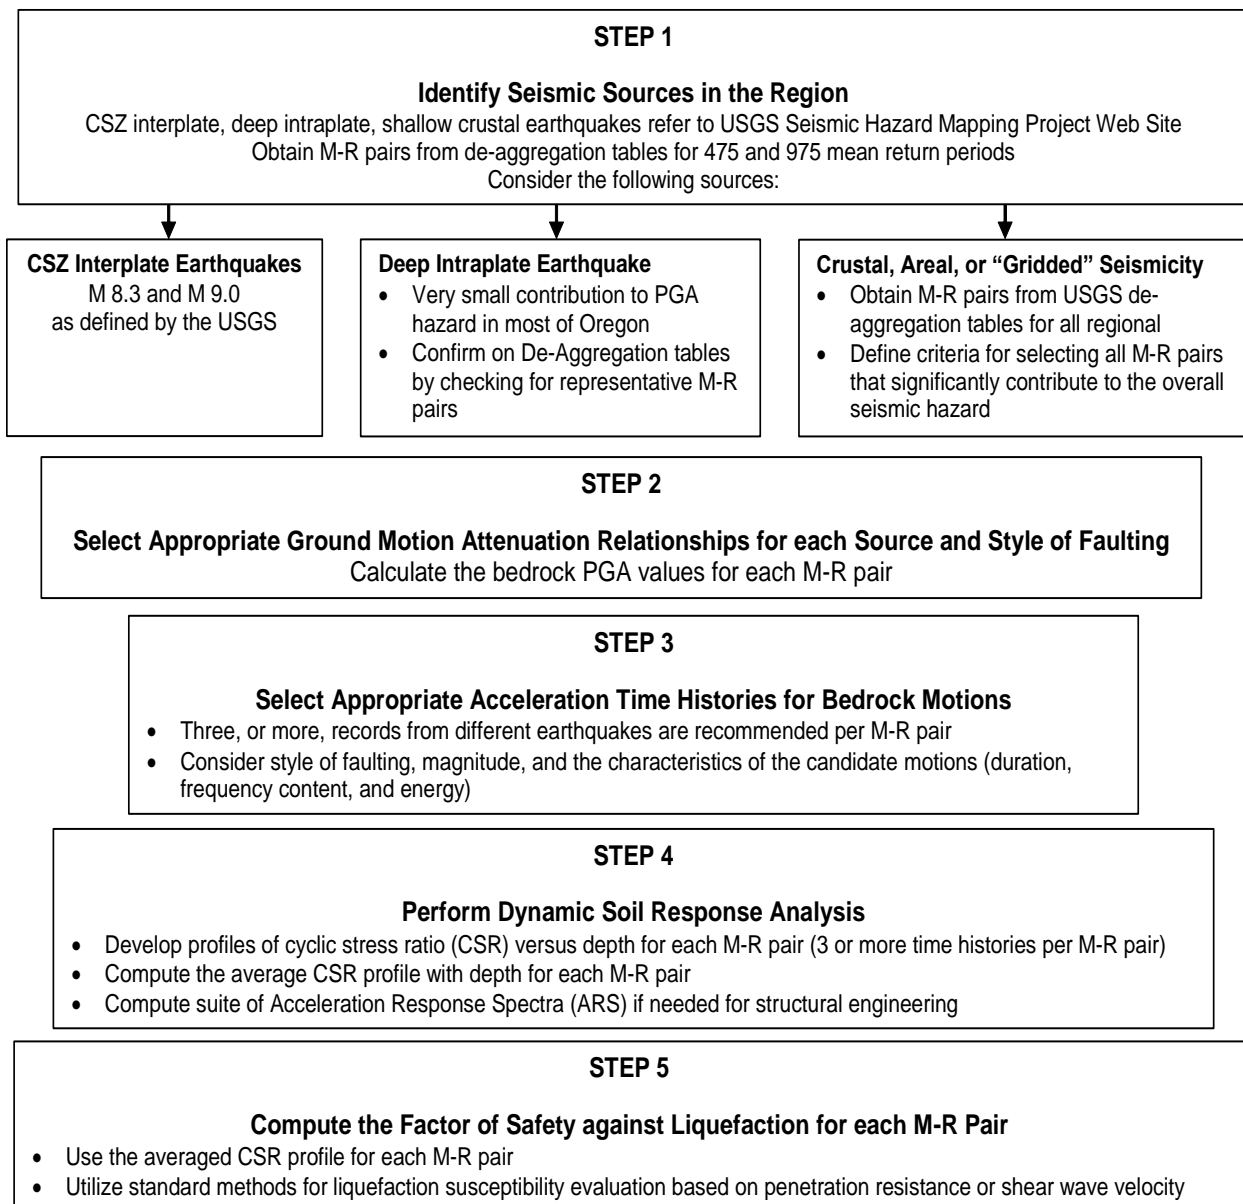 STEP 1
Identify Seismic Sources in the Region
CSZ interplate, deep intraplate, shallow crustal earthquakes refer to USGS Seismic Hazard Mapping Project Web Site
Obtain M-R pairs from de-aggregation tables for 475 and 975 mean return periods
Consider the following sources:
CSZ Interplate Earthquakes
M 8.3 and M 9.0
as defined by the USGS
Deep Intraplate Earthquake
• Very small contribution to PGA
hazard in most of Oregon
• Confirm on De-Aggregation tables
by checking for representative M-R
pairs
Crustal, Areal, or “Gridded” Seismicity
• Obtain M-R pairs from USGS de-
aggregation tables for all regional
• Define criteria for selecting all M-R pairs
that significantly contribute to the overall
seismic hazard
STEP 2
Select Appropriate Ground Motion Attenuation Relationships for each Source and Style of Faulting
Calculate the bedrock PGA values for each M-R pair
STEP 3
Select Appropriate Acceleration Time Histories for Bedrock Motions
• Three, or more, records from different earthquakes are recommended per M-R pair
• Consider style of faulting, magnitude, and the characteristics of the candidate motions (duration,
frequency content, and energy)
STEP 4
Perform Dynamic Soil Response Analysis
• Develop profiles of cyclic stress ratio (CSR) versus depth for each M-R pair (3 or more time histories per M-R pair)
• Compute the average CSR profile with depth for each M-R pair
• Compute suite of Acceleration Response Spectra (ARS) if needed for structural engineering
STEP 5
Compute the Factor of Safety against Liquefaction for each M-R Pair
• Use the averaged CSR profile for each M-R pair
• Utilize standard methods for liquefaction susceptibility evaluation based on penetration resistance or shear wave velocity